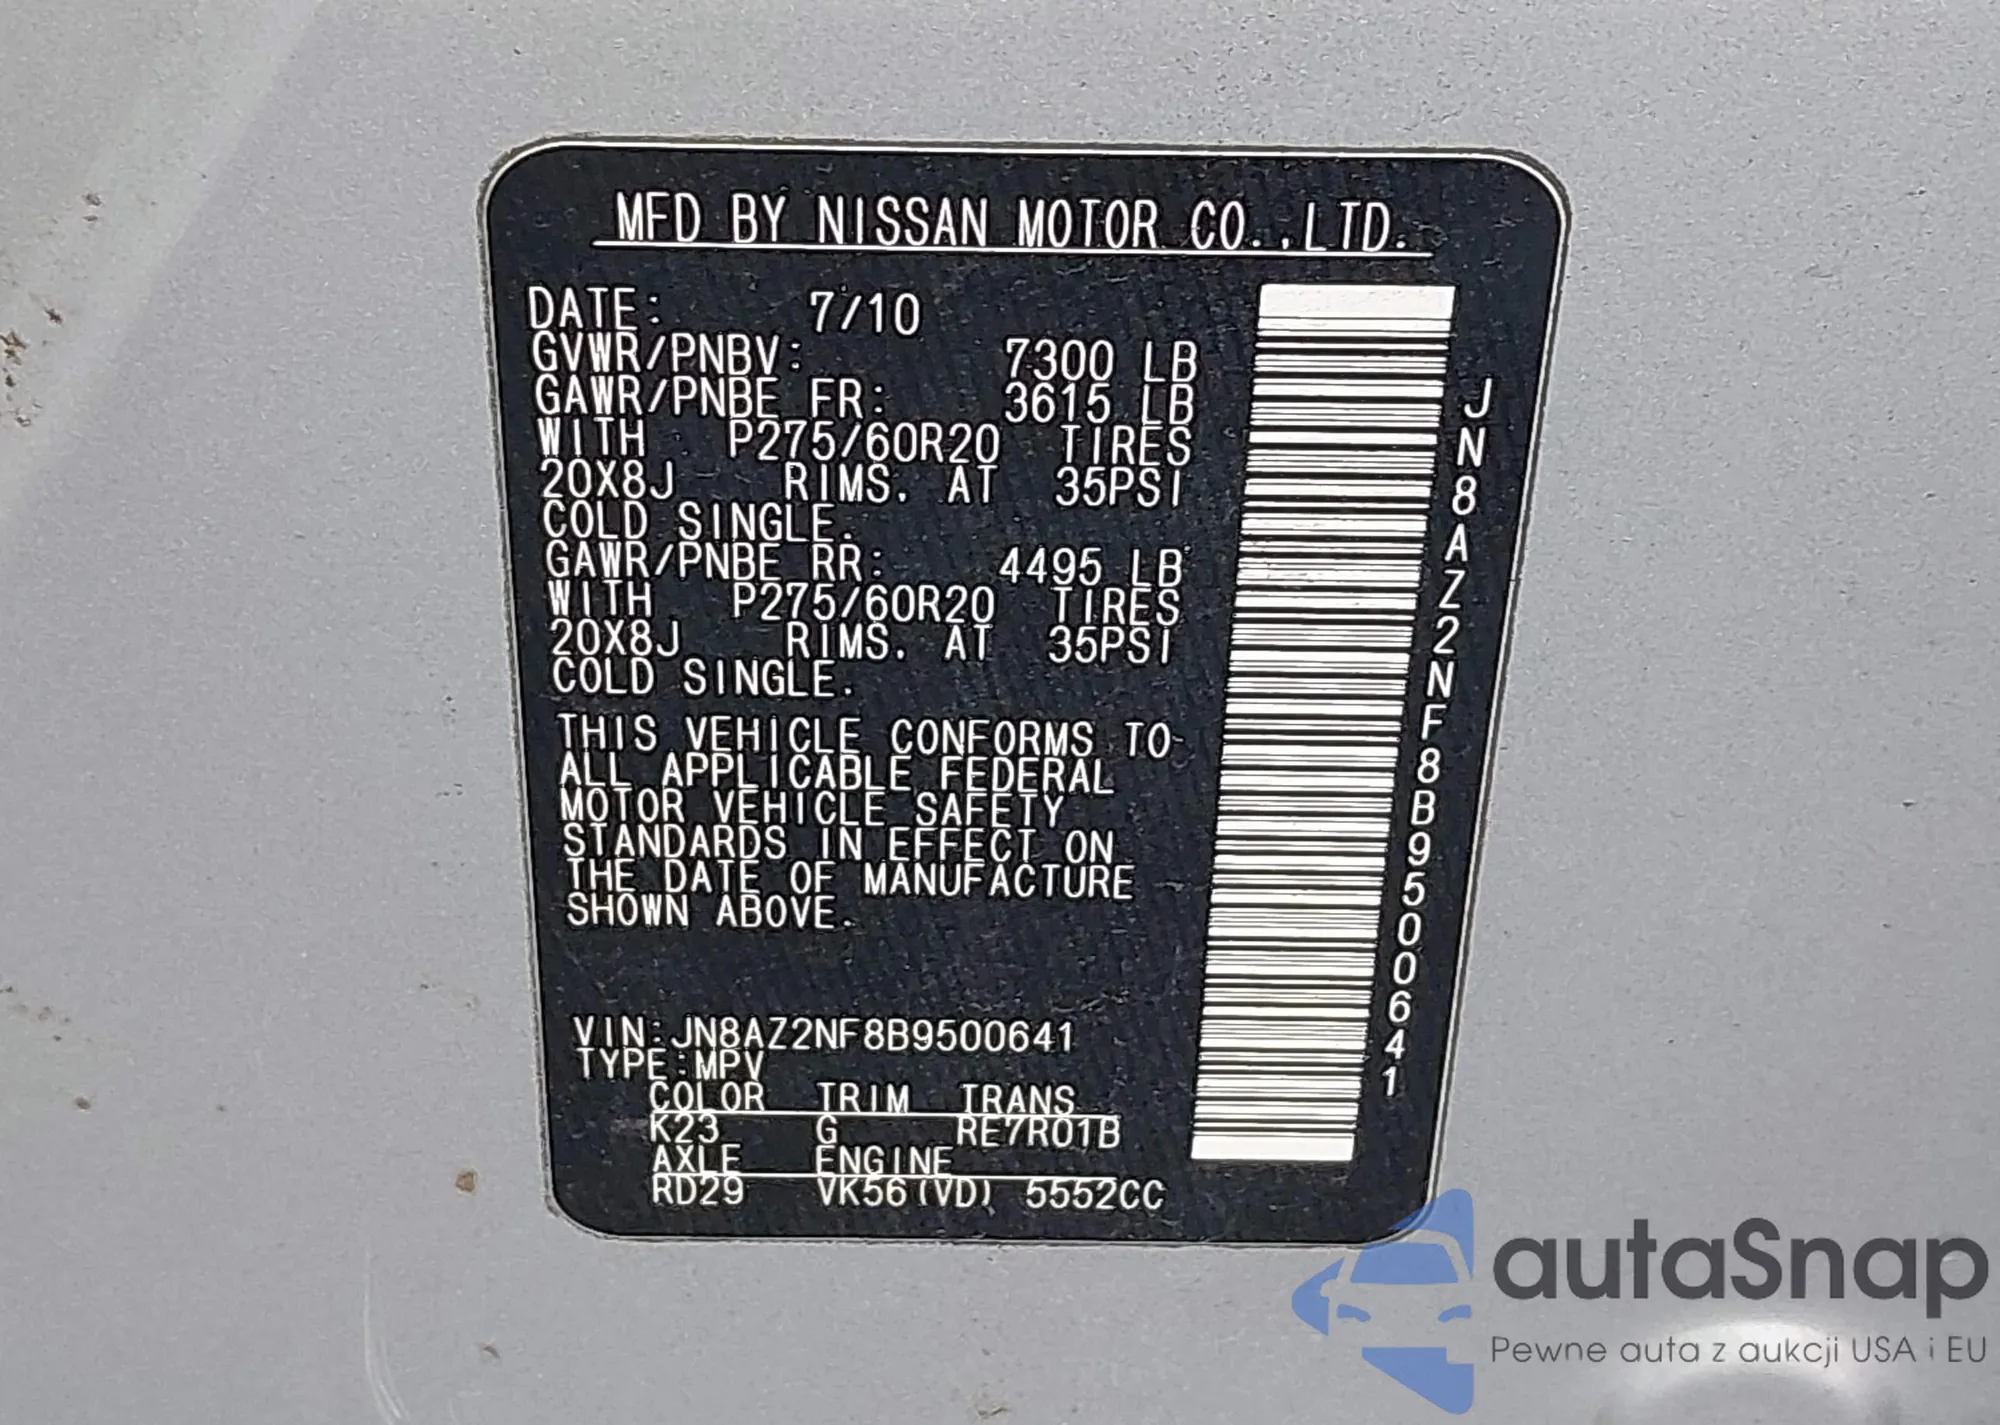 MFD BY NISSAN MOTOR CO.,LTD.
DATE: 7/10
GVWR/PNBV: 7300 LB
GAWR/PNBE FR: 3615 LB
WITH P275/60R20 TIRES
20X8J RIMS. AT 35PSI
COLD SINGLE.
GAWR/PNBE RR: 4495 LB
WITH P275/60R20 TIRES
20X8J RIMS. AT 35PSI
COLD SINGLE.
THIS VEHICLE CONFORMS TO
ALL APPLICABLE FEDERAL
MOTOR VEHICLE SAFETY
STANDARDS IN EFFECT ON
THE DATE OF MANUFACTURE
SHOWN ABOVE.
VIN:JN8AZ2NF8B9500641
TYPE:MPV
COLOR TRIM TRANS
K23 G RE7R01B
AXLE ENGINE
RD29 VK56(VD) 5552CC
JN8AZ2NF8B9500641
autaSnap
Pewne auta z aukcji USA i EU